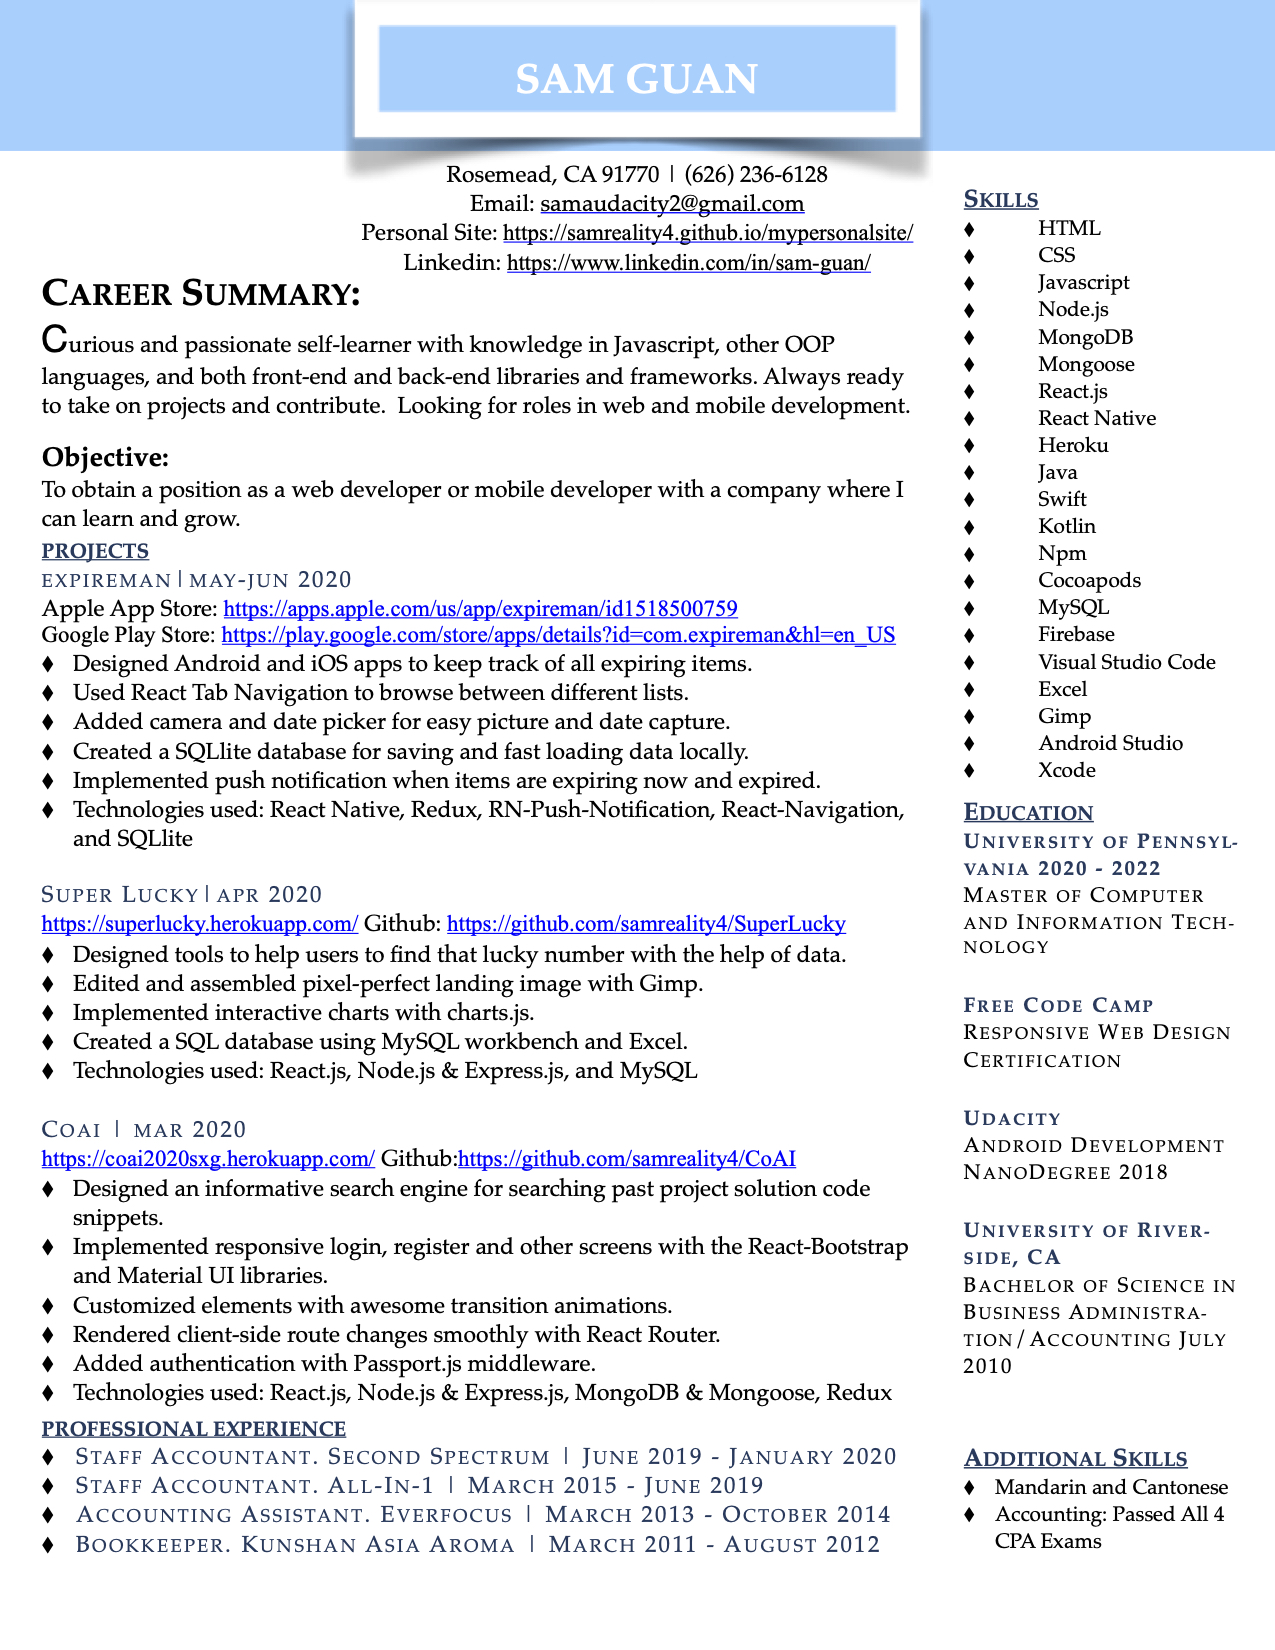 SAM GUAN
Rosemead, CA 91770 | (626) 236-6128
Email: samaudacity2@gmail.com
Personal Site: https://samreality4.github.io/mypersonalsite/
Linkedin: https://www.linkedin.com/in/sam-guan/
CAREER SUMMARY:
Curious and passionate self-learner with knowledge in Javascript, other OOP
languages, and both front-end and back-end libraries and frameworks. Always ready
to take on projects and contribute.  Looking for roles in web and mobile development.
Objective:
To obtain a position as a web developer or mobile developer with a company where I
can learn and grow.
PROJECTS
EXPIREMAN | MAY-JUN 2020
Apple App Store: https://apps.apple.com/us/app/expireman/id1518500759
Google Play Store: https://play.google.com/store/apps/details?id=com.expireman&hl=en_US
♦ Designed Android and iOS apps to keep track of all expiring items.
♦ Used React Tab Navigation to browse between different lists.
♦ Added camera and date picker for easy picture and date capture.
♦ Created a SQLlite database for saving and fast loading data locally.
♦ Implemented push notification when items are expiring now and expired.
♦ Technologies used: React Native, Redux, RN-Push-Notification, React-Navigation,
and SQLlite
SUPER LUCKY | APR 2020
https://superlucky.herokuapp.com/ Github: https://github.com/samreality4/SuperLucky
♦ Designed tools to help users to find that lucky number with the help of data.
♦ Edited and assembled pixel-perfect landing image with Gimp.
♦ Implemented interactive charts with charts.js.
♦ Created a SQL database using MySQL workbench and Excel.
♦ Technologies used: React.js, Node.js & Express.js, and MySQL
COAI | MAR 2020
https://coai2020sxg.herokuapp.com/ Github:https://github.com/samreality4/CoAI
♦ Designed an informative search engine for searching past project solution code
snippets.
♦ Implemented responsive login, register and other screens with the React-Bootstrap
and Material UI libraries.
♦ Customized elements with awesome transition animations.
♦ Rendered client-side route changes smoothly with React Router.
♦ Added authentication with Passport.js middleware.
♦ Technologies used: React.js, Node.js & Express.js, MongoDB & Mongoose, Redux
PROFESSIONAL EXPERIENCE
♦ STAFF ACCOUNTANT. SECOND SPECTRUM | JUNE 2019 - JANUARY 2020
♦ STAFF ACCOUNTANT. ALL-IN-1 | MARCH 2015 - JUNE 2019
♦ ACCOUNTING ASSISTANT. EVERFOCUS | MARCH 2013 - OCTOBER 2014
♦ BOOKKEEPER. KUNSHAN ASIA AROMA | MARCH 2011 - AUGUST 2012
SKILLS
♦ HTML
♦ CSS
♦ Javascript
♦ Node.js
♦ MongoDB
♦ Mongoose
♦ React.js
♦ React Native
♦ Heroku
♦ Java
♦ Swift
♦ Kotlin
♦ Npm
♦ Cocoapods
♦ MySQL
♦ Firebase
♦ Visual Studio Code
♦ Excel
♦ Gimp
♦ Android Studio
♦ Xcode
EDUCATION
UNIVERSITY OF PENNSYL-
VANIA 2020 - 2022
MASTER OF COMPUTER
AND INFORMATION TECH-
NOLOGY
FREE CODE CAMP
RESPONSIVE WEB DESIGN
CERTIFICATION
UDACITY
ANDROID DEVELOPMENT
NANODEGREE 2018
UNIVERSITY OF RIVER-
SIDE, CA
BACHELOR OF SCIENCE IN
BUSINESS ADMINISTRA-
TION/ACCOUNTING JULY
2010
ADDITIONAL SKILLS
♦ Mandarin and Cantonese
♦ Accounting: Passed All 4
CPA Exams